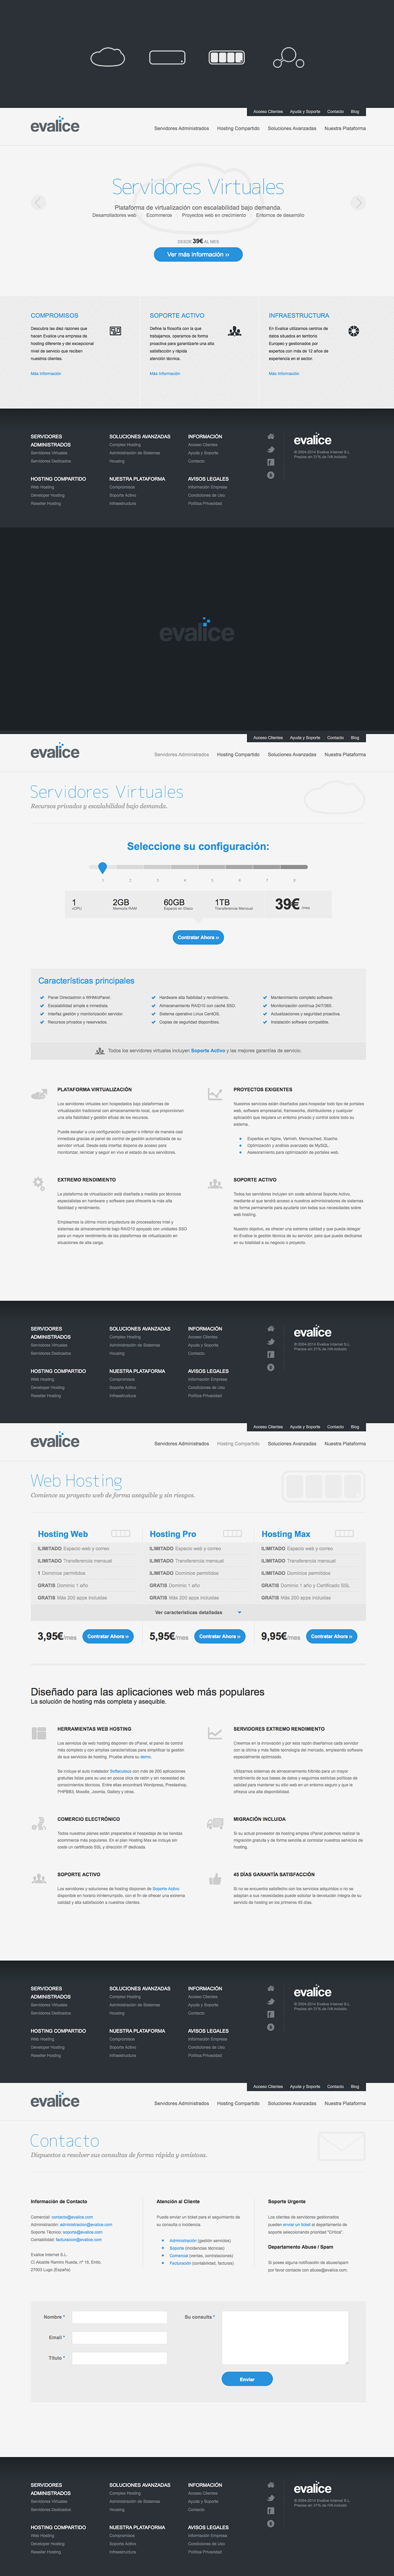 Acceso Clientes Ayuda y Soporte Contacto Blog
evalice
Servidores Administrados Hosting Compartido Soluciones Avanzadas Nuestra Plataforma
Servidores Virtuales
Plataforma de virtualización con escalabilidad bajo demanda.
Desarrolladores web Ecommerce Proyectos web en crecimiento Entornos de desarrollo
DESDE 39€ AL MES
Ver más información »
COMPROMISOS
Descubra las diez razones que
hacen Evalice una empresa de
hosting diferente y del excepcional
nivel de servicio que reciben
nuestros clientes.
Más información
SOPORTE ACTIVO
Define la filosofía con la que
trabajamos, operamos de forma
proactiva para garantizarle una alta
satisfacción y rápida
atención técnica.
Más información
INFRAESTRUCTURA
En Evalice utilizamos centros de
datos situados en territorio
Europeo y gestionados por
expertos con más de 12 años de
experiencia en el sector.
Más información
SERVIDORES
ADMINISTRADOS
Servidores Virtuales
Servidores Dedicados
SOLUCIONES AVANZADAS
Complex Hosting
Administración de Sistemas
Housing
INFORMACIÓN
Acceso Clientes
Ayuda y Soporte
Contacto
HOSTING COMPARTIDO
Web Hosting
Developer Hosting
Reseller Hosting
NUESTRA PLATAFORMA
Compromisos
Soporte Activo
Infraestructura
AVISOS LEGALES
Información Empresa
Condiciones de Uso
Política Privacidad
evalice
© 2004-2014 Evalice Internet S.L.
Precios sin 21% de IVA incluido
evalice
Acceso Clientes Ayuda y Soporte Contacto Blog
evalice
Servidores Administrados Hosting Compartido Soluciones Avanzadas Nuestra Plataforma
Servidores Virtuales
Recursos privados y escalabilidad bajo demanda.
Seleccione su configuración:
1 2 3 4 5 6 7 8
1 2GB 60GB 1TB 39€ /mes
vCPU Memoria RAM Espacio en Disco Transferencia Mensual
Contratar Ahora »
Características principales
Panel Directadmin o WHM/cPanel.
Escalabilidad simple e inmediata.
Interfaz gestión y monitorización servidor.
Recursos privados y reservados.
Hardware alta fiabilidad y rendimiento.
Almacenamiento RAID10 con caché SSD.
Sistema operativo Linux CentOS.
Copias de seguridad disponibles.
Mantenimiento completo software.
Monitorización continua 24/7/365.
Actualizaciones y seguridad proactiva.
Instalación software compatible.
Todos los servidores virtuales incluyen Soporte Activo y las mejores garantías de servicio.
PLATAFORMA VIRTUALIZACIÓN
Los servidores virtuales son hospedados bajo plataformas de
virtualización tradicional con almacenamiento local, que proporcionan
una alta fiabilidad y gestión eficaz de los recursos.
Puede escalar a una configuración superior o inferior de manera casi
inmediata gracias al panel de control de gestión automatizada de su
servidor virtual. Desde esta interfaz dispone de acceso para
monitorizar, reiniciar y seguir en vivo el estado de sus servidores.
PROYECTOS EXIGENTES
Nuestros servicios están diseñados para hospedar todo tipo de portales
web, software empresarial, frameworks, distribuidores y cualquier
aplicación que requiera un entorno privado y control sobre todo su
entorno.
Expertos en Nginx, Varnish, Memcached, Xcache.
Optimización y análisis avanzado de MySQL.
Asesoramiento para optimización de portales web.
EXTREMO RENDIMIENTO
La plataforma de virtualización está diseñada a medida por técnicos
especialistas en hardware y software para ofrecerle la más alta
fiabilidad y rendimiento.
Empleamos la última micro arquitectura de procesadores Intel y
sistemas de almacenamiento bajo RAID10 apoyado con unidades SSD
para un mayor rendimiento de las plataformas de virtualización en
situaciones de alta carga.
SOPORTE ACTIVO
Todos los servidores incluyen sin coste adicional Soporte Activo,
mediante el que tendrá acceso a nuestros administradores de sistemas
de forma permanente para ayudarle con todas sus necesidades sobre
web hosting.
Nuestro objetivo, es ofrecer una extrema calidad y que pueda delegar
en Evalice la gestión técnica de su servidor, para que pueda dedicarse
en su totalidad a su negocio o proyecto.
SERVIDORES
ADMINISTRADOS
Servidores Virtuales
Servidores Dedicados
SOLUCIONES AVANZADAS
Complex Hosting
Administración de Sistemas
Housing
INFORMACIÓN
Acceso Clientes
Ayuda y Soporte
Contacto
HOSTING COMPARTIDO
Web Hosting
Developer Hosting
Reseller Hosting
NUESTRA PLATAFORMA
Compromisos
Soporte Activo
Infraestructura
AVISOS LEGALES
Información Empresa
Condiciones de Uso
Política Privacidad
evalice
© 2004-2014 Evalice Internet S.L.
Precios sin 21% de IVA incluido
Acceso Clientes Ayuda y Soporte Contacto Blog
evalice
Servidores Administrados Hosting Compartido Soluciones Avanzadas Nuestra Plataforma
Web Hosting
Comience su proyecto web de forma asequible y sin riesgos.
Hosting Web Hosting Pro Hosting Max
ILIMITADO Espacio web y correo ILIMITADO Espacio web y correo ILIMITADO Espacio web y correo
ILIMITADO Transferencia mensual ILIMITADO Transferencia mensual ILIMITADO Transferencia mensual
1 Dominios permitidos ILIMITADO Dominios permitidos ILIMITADO Dominios permitidos
GRATIS Dominio 1 año GRATIS Dominio 1 año GRATIS Dominio 1 año y Certificado SSL
GRATIS Más 200 apps incluidas GRATIS Más 200 apps incluidas GRATIS Más 200 apps incluidas
Ver características detalladas
3,95€/mes Contratar Ahora » 5,95€/mes Contratar Ahora » 9,95€/mes Contratar Ahora »
Diseñado para las aplicaciones web más populares
La solución de hosting más completa y asequible.
HERRAMIENTAS WEB HOSTING
Los servicios de web hosting disponen de cPanel, el panel de control
más completo y con amplias características para simplificar la gestión
de sus servicios de hosting. Pruebe ahora su demo.
Se incluye el auto instalador Softaculous con más de 200 aplicaciones
gratuitas listas para su uso en pocos clics de ratón y sin necesidad de
conocimientos técnicos. Entre ellas encontrará Wordpress, Prestashop,
PHPBB3, Moodle, Joomla, Gallery y otras.
SERVIDORES EXTREMO RENDIMIENTO
Creemos en la innovación y por esta razón diseñamos cada servidor
con la última y más fiable tecnología del mercado, empleando software
especialmente optimizado.
Utilizamos sistemas de almacenamiento híbrido para un mayor
rendimiento de las bases de datos y seguimos estrictas políticas de
calidad para mantener su sitio web en un entorno seguro y que le
ofrezca una alta disponibilidad.
COMERCIO ELECTRÓNICO
Todos nuestros planes están preparados al hospedaje de las tiendas
ecommerce más populares. En el plan Hosting Max se incluye sin
coste un certificado SSL y dirección IP dedicada.
MIGRACIÓN INCLUIDA
Si su actual proveedor de hosting emplea cPanel podemos realizar la
migración gratuita y de forma sencilla al contratar nuestros servicios de
hosting.
SOPORTE ACTIVO
Los servidores y soluciones de hosting disponen de Soporte Activo
disponible en horario ininterrumpido, con el fin de ofrecer una extrema
calidad y alta satisfacción a nuestros clientes.
45 DÍAS GARANTÍA SATISFACCIÓN
Si no se encuentra satisfecho con los servicios adquiridos o no se
adaptan a sus necesidades puede solicitar la devolución íntegra de su
servicio de hosting en los primeros 45 días.
SERVIDORES
ADMINISTRADOS
Servidores Virtuales
Servidores Dedicados
SOLUCIONES AVANZADAS
Complex Hosting
Administración de Sistemas
Housing
INFORMACIÓN
Acceso Clientes
Ayuda y Soporte
Contacto
HOSTING COMPARTIDO
Web Hosting
Developer Hosting
Reseller Hosting
NUESTRA PLATAFORMA
Compromisos
Soporte Activo
Infraestructura
AVISOS LEGALES
Información Empresa
Condiciones de Uso
Política Privacidad
evalice
© 2004-2014 Evalice Internet S.L.
Precios sin 21% de IVA incluido
Acceso Clientes Ayuda y Soporte Contacto Blog
evalice
Servidores Administrados Hosting Compartido Soluciones Avanzadas Nuestra Plataforma
Contacto
Dispuestos a resolver sus consultas de forma rápida y amistosa.
Información de Contacto
Comercial: contacto@evalice.com
Administración: administracion@evalice.com
Soporte Técnico: soporte@evalice.com
Contabilidad: facturacion@evalice.com
Evalice Internet S.L.
C\ Alcalde Ramiro Rueda, nº 18, Entlo.
27003 Lugo (España)
Atención al Cliente
Puede enviar un ticket para el seguimiento de
su consulta o incidencia.
Administración (gestión servicios)
Soporte (incidencias técnicas)
Comercial (ventas, contrataciones)
Facturación (contabilidad, facturas)
Soporte Urgente
Los clientes de servidores gestionados
pueden enviar un ticket al departamento de
soporte seleccionando prioridad "Crítica".
Departamento Abuse / Spam
Si posee alguna notificación de abuse/spam
por favor contacte con abuse@evalice.com.
Nombre *
Email *
Título *
Su consulta *
Enviar
SERVIDORES
ADMINISTRADOS
Servidores Virtuales
Servidores Dedicados
SOLUCIONES AVANZADAS
Complex Hosting
Administración de Sistemas
Housing
INFORMACIÓN
Acceso Clientes
Ayuda y Soporte
Contacto
HOSTING COMPARTIDO
Web Hosting
Developer Hosting
Reseller Hosting
NUESTRA PLATAFORMA
Compromisos
Soporte Activo
Infraestructura
AVISOS LEGALES
Información Empresa
Condiciones de Uso
Política Privacidad
evalice
© 2004-2014 Evalice Internet S.L.
Precios sin 21% de IVA incluido